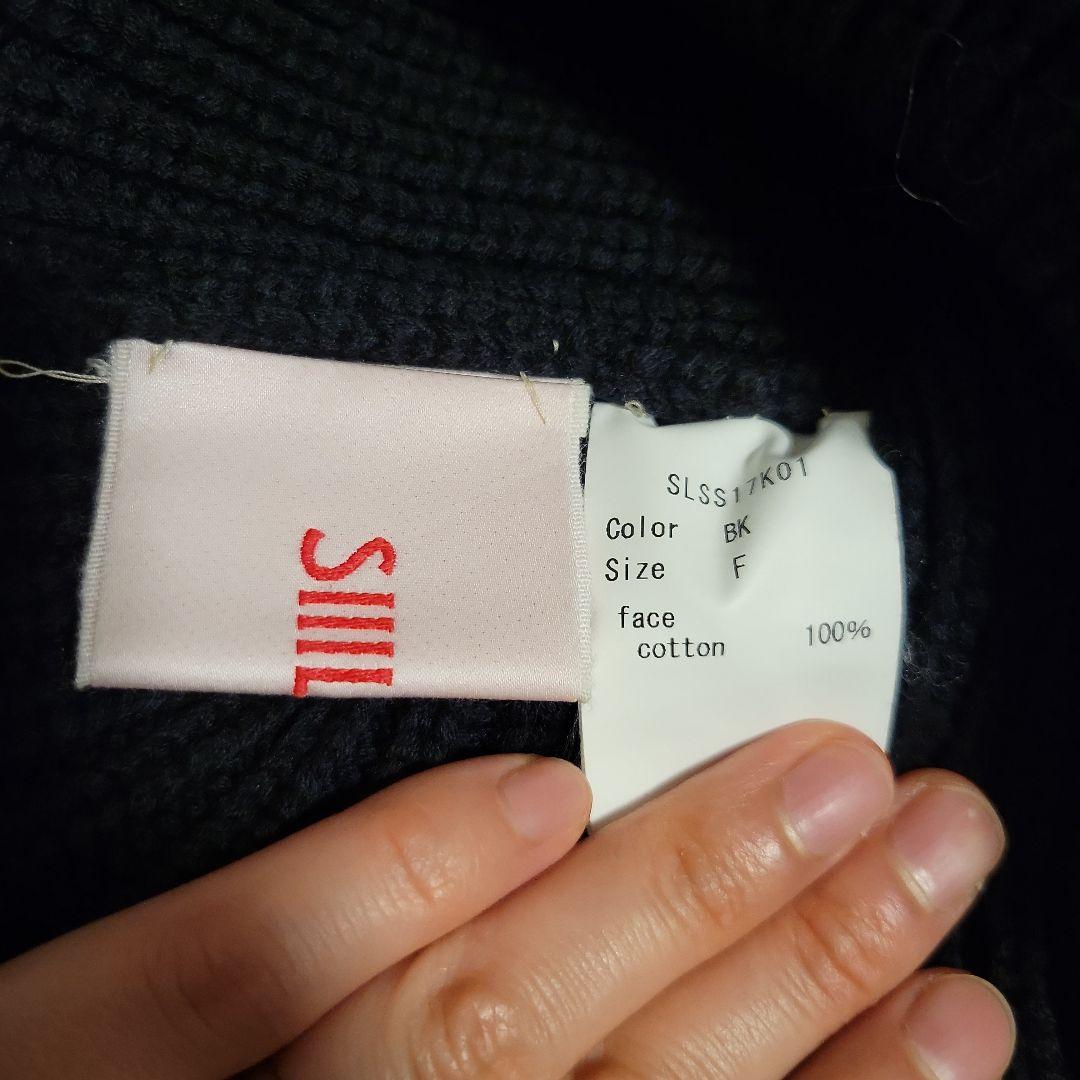 SIIIL
SLSS17K01
Color BK
Size F
face
cotton 100%